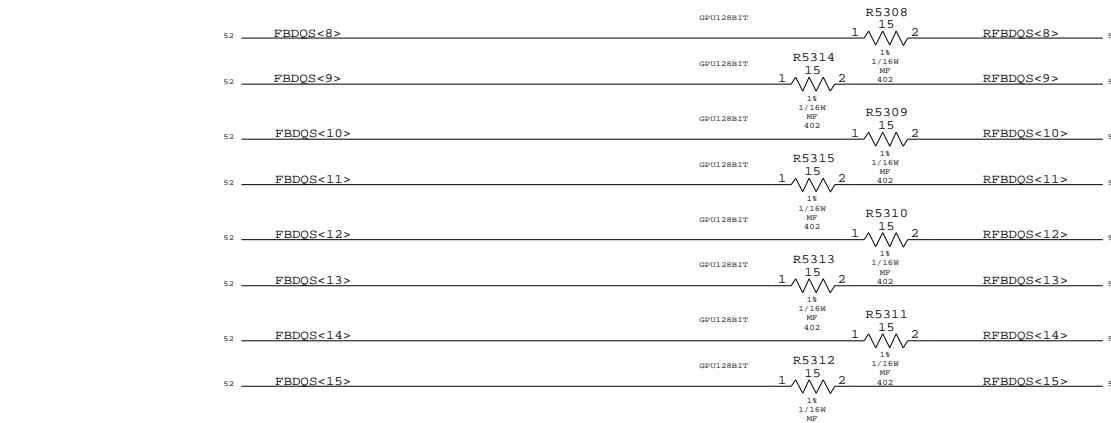 GPU128BIT R5308
15
52 FBDQS<8> 1 2 RFBDQS<8>
1%
1/16W
MF
402
GPU128BIT R5314
15
52 FBDQS<9> 1 2 RFBDQS<9>
1%
1/16W
MF
402
GPU128BIT R5309
15
52 FBDQS<10> 1 2 RFBDQS<10>
1%
1/16W
MF
402
GPU128BIT R5315
15
52 FBDQS<11> 1 2 RFBDQS<11>
1%
1/16W
MF
402
GPU128BIT R5310
15
52 FBDQS<12> 1 2 RFBDQS<12>
1%
1/16W
MF
402
GPU128BIT R5313
15
52 FBDQS<13> 1 2 RFBDQS<13>
1%
1/16W
MF
402
GPU128BIT R5311
15
52 FBDQS<14> 1 2 RFBDQS<14>
1%
1/16W
MF
402
GPU128BIT R5312
15
52 FBDQS<15> 1 2 RFBDQS<15>
1%
1/16W
MF